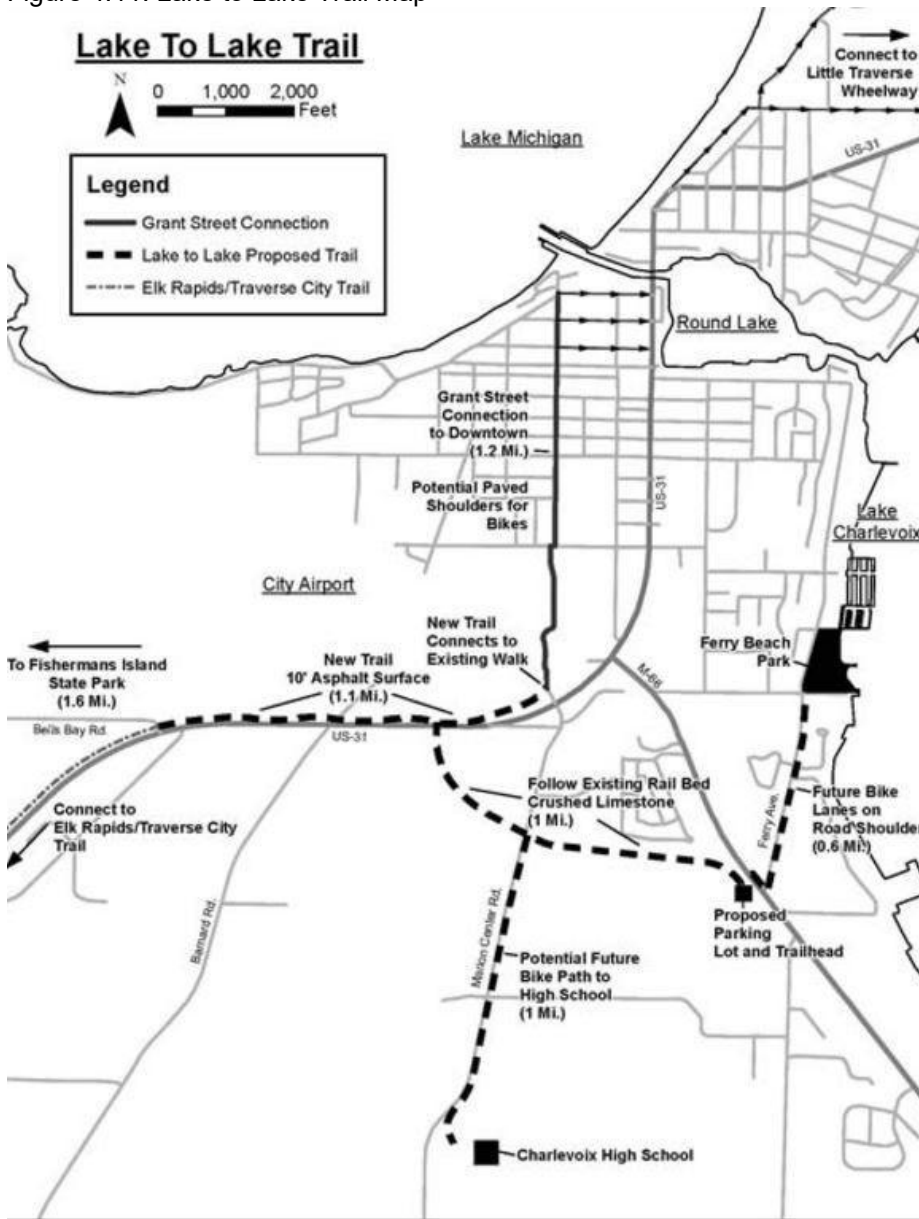 Lake To Lake Trail
N
0 1,000 2,000
Feet
Legend
Grant Street Connection
Lake to Lake Proposed Trail
Elk Rapids/Traverse City Trail
Lake Michigan
Connect to
Little Traverse
Wheelway
US-31
Round Lake
Grant Street
Connection
to Downtown
(1.2 Mi.)
Potential Paved
Shoulders for
Bikes
US-31
Lake
Charlevoix
City Airport
To Fishermans Island
State Park
(1.6 Mi.)
New Trail
10' Asphalt Surface
(1.1 Mi.)
New Trail
Connects to
Existing Walk
Ferry Beach
Park
M-66
Bells Bay Rd.
US-31
Connect to
Elk Rapids/Traverse City
Trail
Follow Existing Rail Bed
Crushed Limestone
(1 Mi.)
Ferry Ave.
Future Bike
Lanes on
Road Shoulder
(0.6 Mi.)
Barnard Rd.
Marion Center Rd.
Proposed
Parking
Lot and Trailhead
Potential Future
Bike Path to
High School
(1 Mi.)
Charlevoix High School